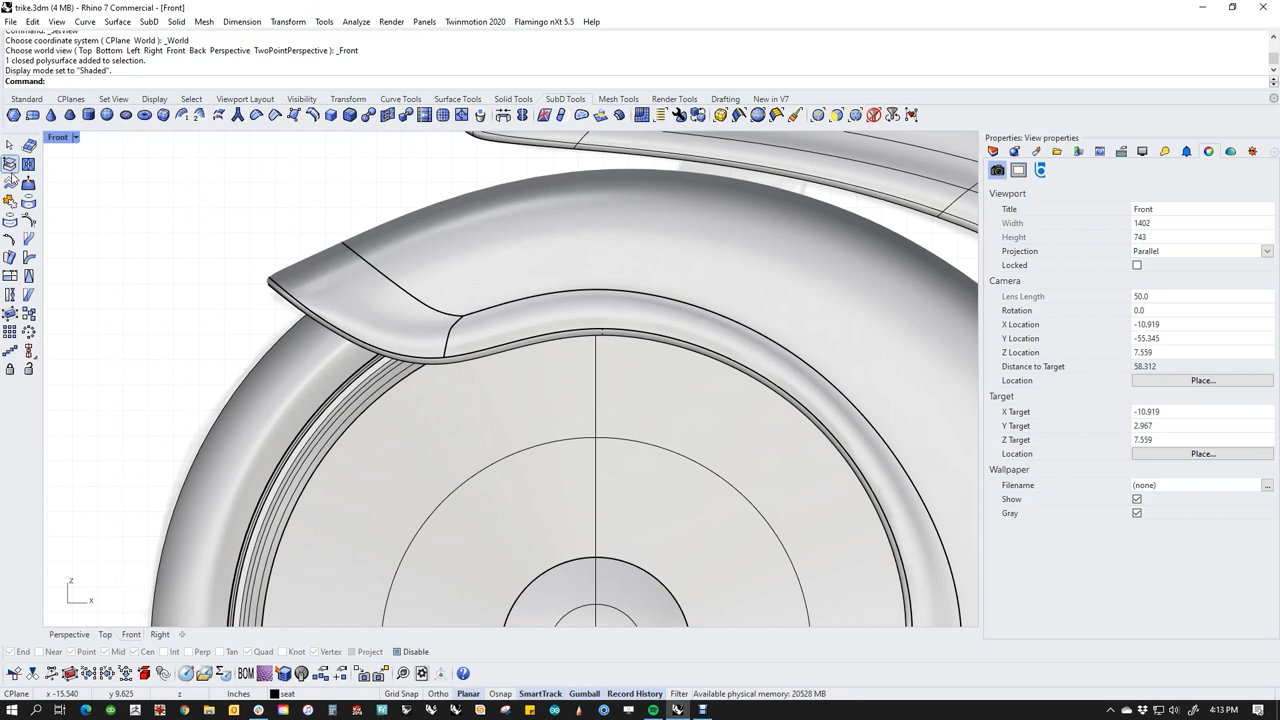 trike.3dm (4 MB) - Rhino 7 Commercial - [Front]
File Edit View Curve Surface SubD Solid Mesh Dimension Transform Tools Analyze Render Panels Twinmotion 2020 Flamingo nXt 5.5 Help
Command: _SetView
Choose coordinate system ( CPlane World ): _World
Choose world view ( Top Bottom Left Right Front Back Perspective TwoPointPerspective ): _Front
1 closed polysurface added to selection.
Display mode set to "Shaded".
Command:
Standard CPlanes Set View Display Select Viewport Layout Visibility Transform Curve Tools Surface Tools Solid Tools SubD Tools Mesh Tools Render Tools Drafting New in V7
Front
Properties: View properties
Viewport
Title Front
Width 1402
Height 743
Projection Parallel
Locked
Camera
Lens Length 50.0
Rotation 0.0
X Location -10.919
Y Location -55.345
Z Location 7.559
Distance to Target 58.312
Location Place...
Target
X Target -10.919
Y Target 2.967
Z Target 7.559
Location Place...
Wallpaper
Filename (none) ...
Show
Gray
z
x
Perspective Top Front Right
End Near Point Mid Cen Int Perp Tan Quad Knot Vertex Project Disable
BOM
CPlane x -15.540 y 9.625 z Inches seat Grid Snap Ortho Planar Osnap SmartTrack Gumball Record History Filter Available physical memory: 20528 MB
4:13 PM